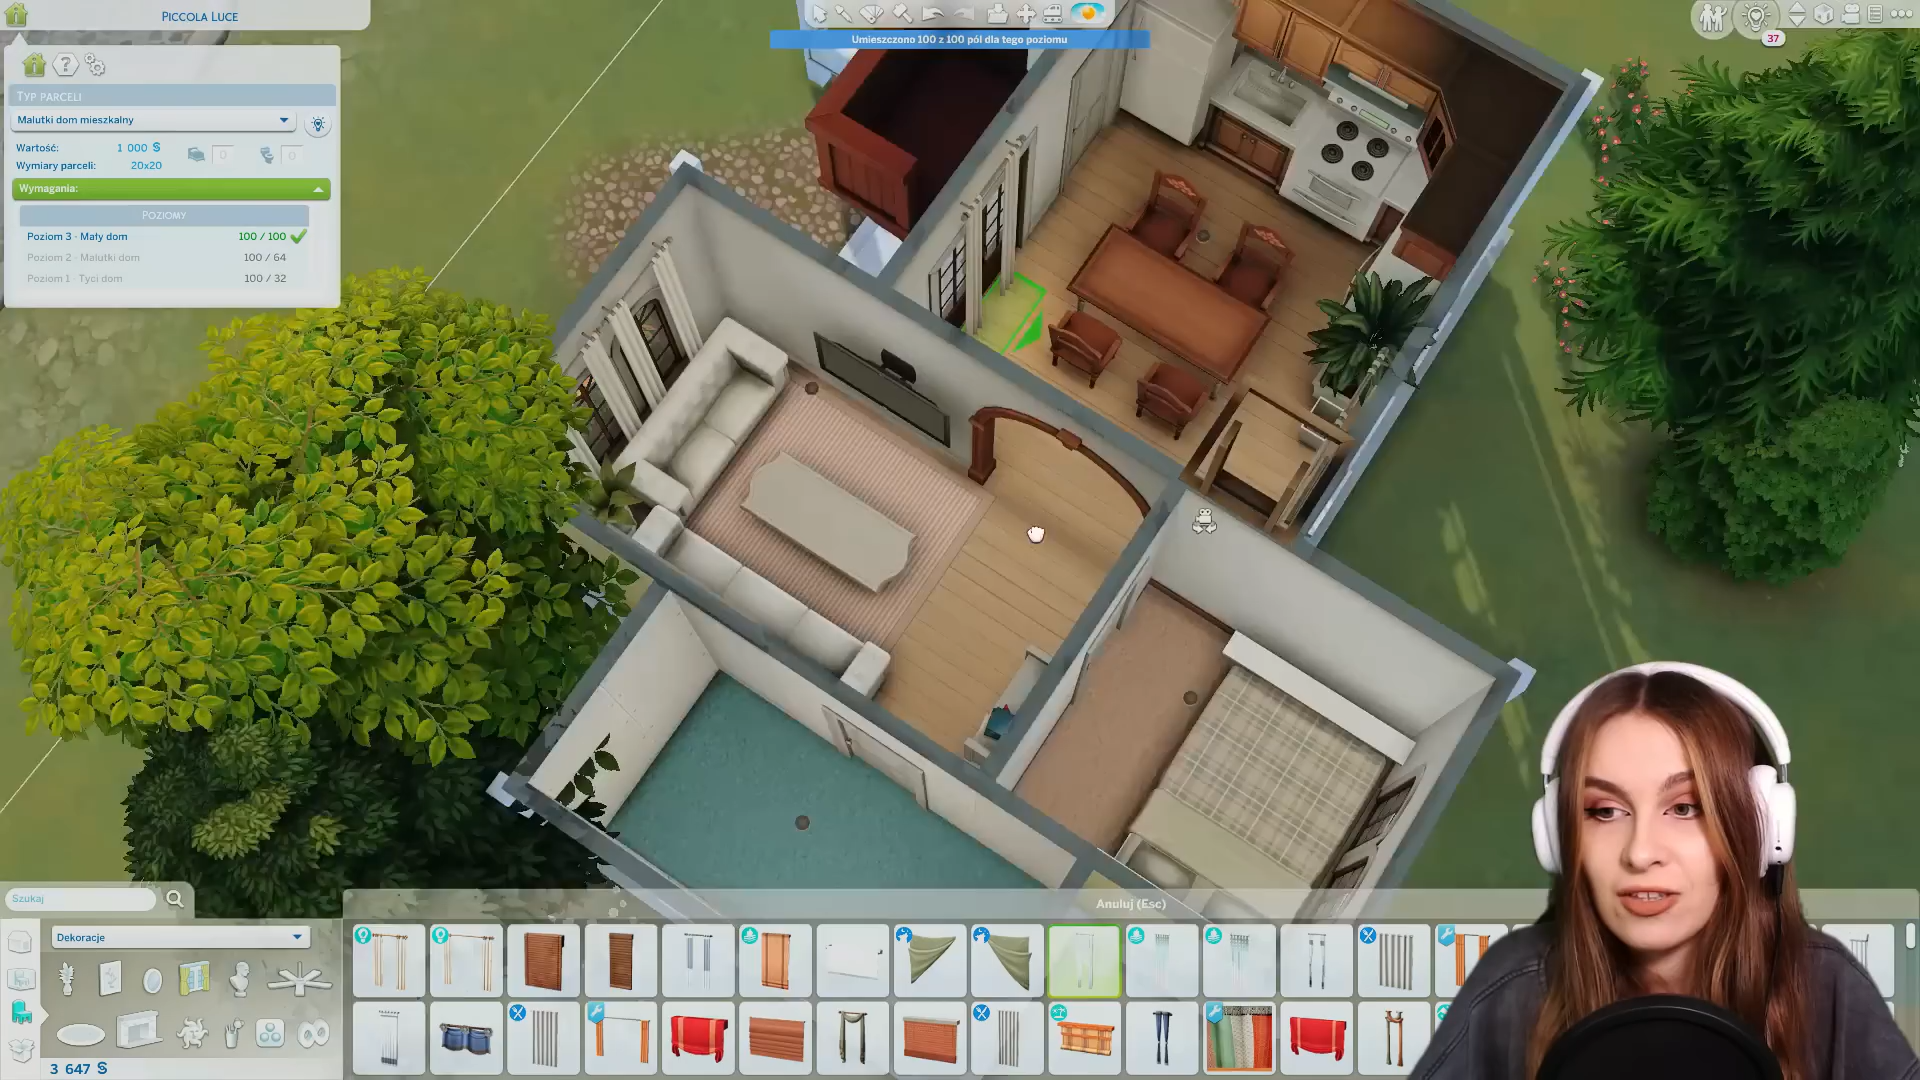 PICCOLA LUCE
Umieszczono 100 z 100 pól dla tego poziomu
37
TYP PARCELI
Malutki dom mieszkalny
Wartość: 1 000 §
0
0
Wymiary parceli: 20x20
Wymagania:
POZIOMY
Poziom 3 - Mały dom 100 / 100
Poziom 2 - Malutki dom 100 / 64
Poziom 1 - Tyci dom 100 / 32
Szukaj
Anuluj (Esc)
Dekoracje
3 647 §